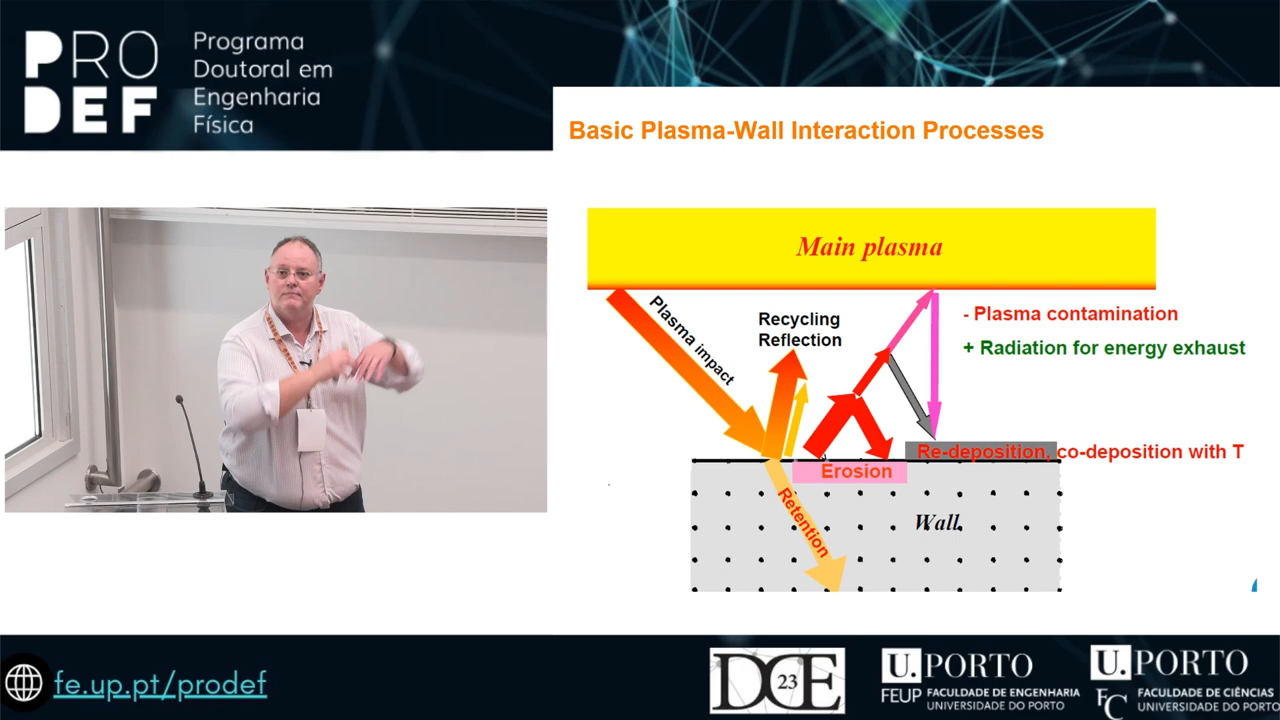 PRO
DEF
Programa
Doutoral em
Engenharia
Física
Basic Plasma-Wall Interaction Processes
Main plasma
Plasma impact
Recycling
Reflection
- Plasma contamination
+ Radiation for energy exhaust
Re-deposition, co-deposition with T
Erosion
Retention
Wall
fe.up.pt/prodef
DCE
23
U.PORTO
FEUP FACULDADE DE ENGENHARIA
UNIVERSIDADE DO PORTO
U.PORTO
FC FACULDADE DE CIÊNCIAS
UNIVERSIDADE DO PORTO